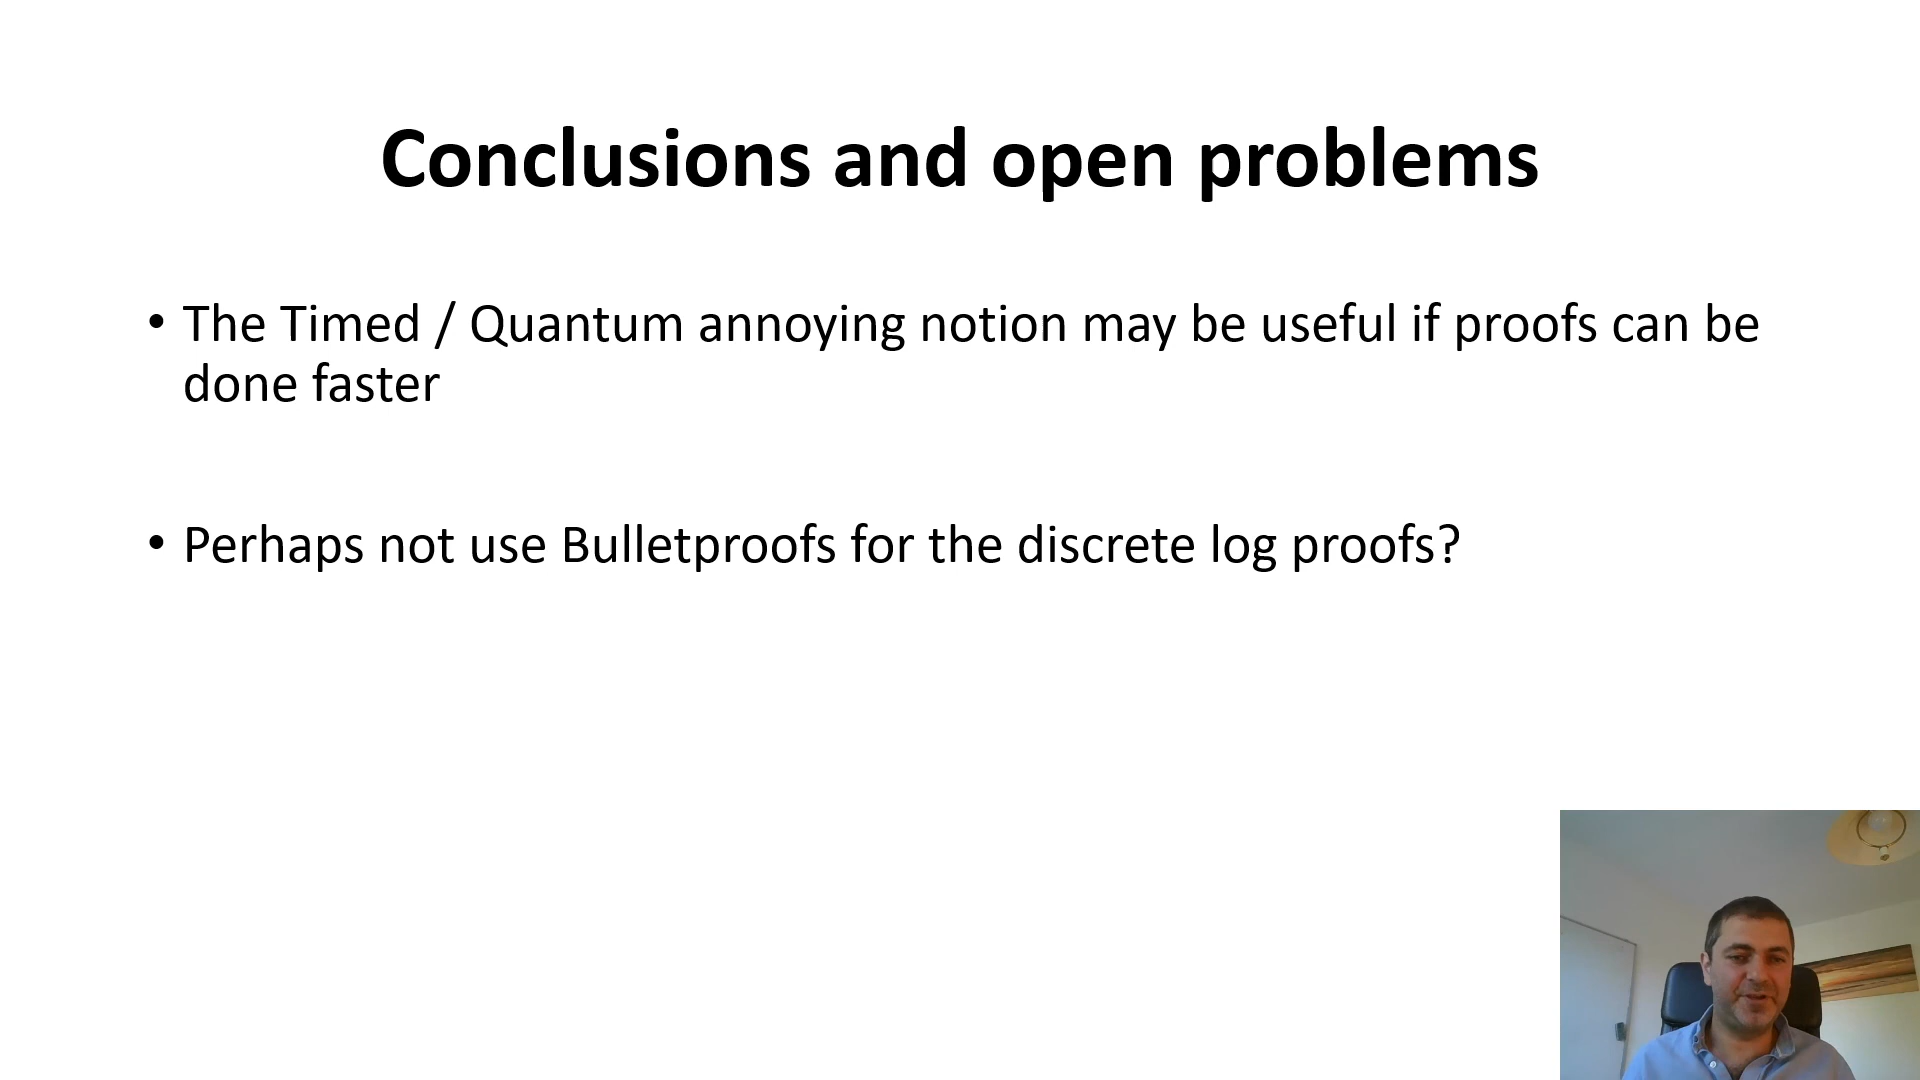 Conclusions and open problems
• The Timed / Quantum annoying notion may be useful if proofs can be
done faster
• Perhaps not use Bulletproofs for the discrete log proofs?